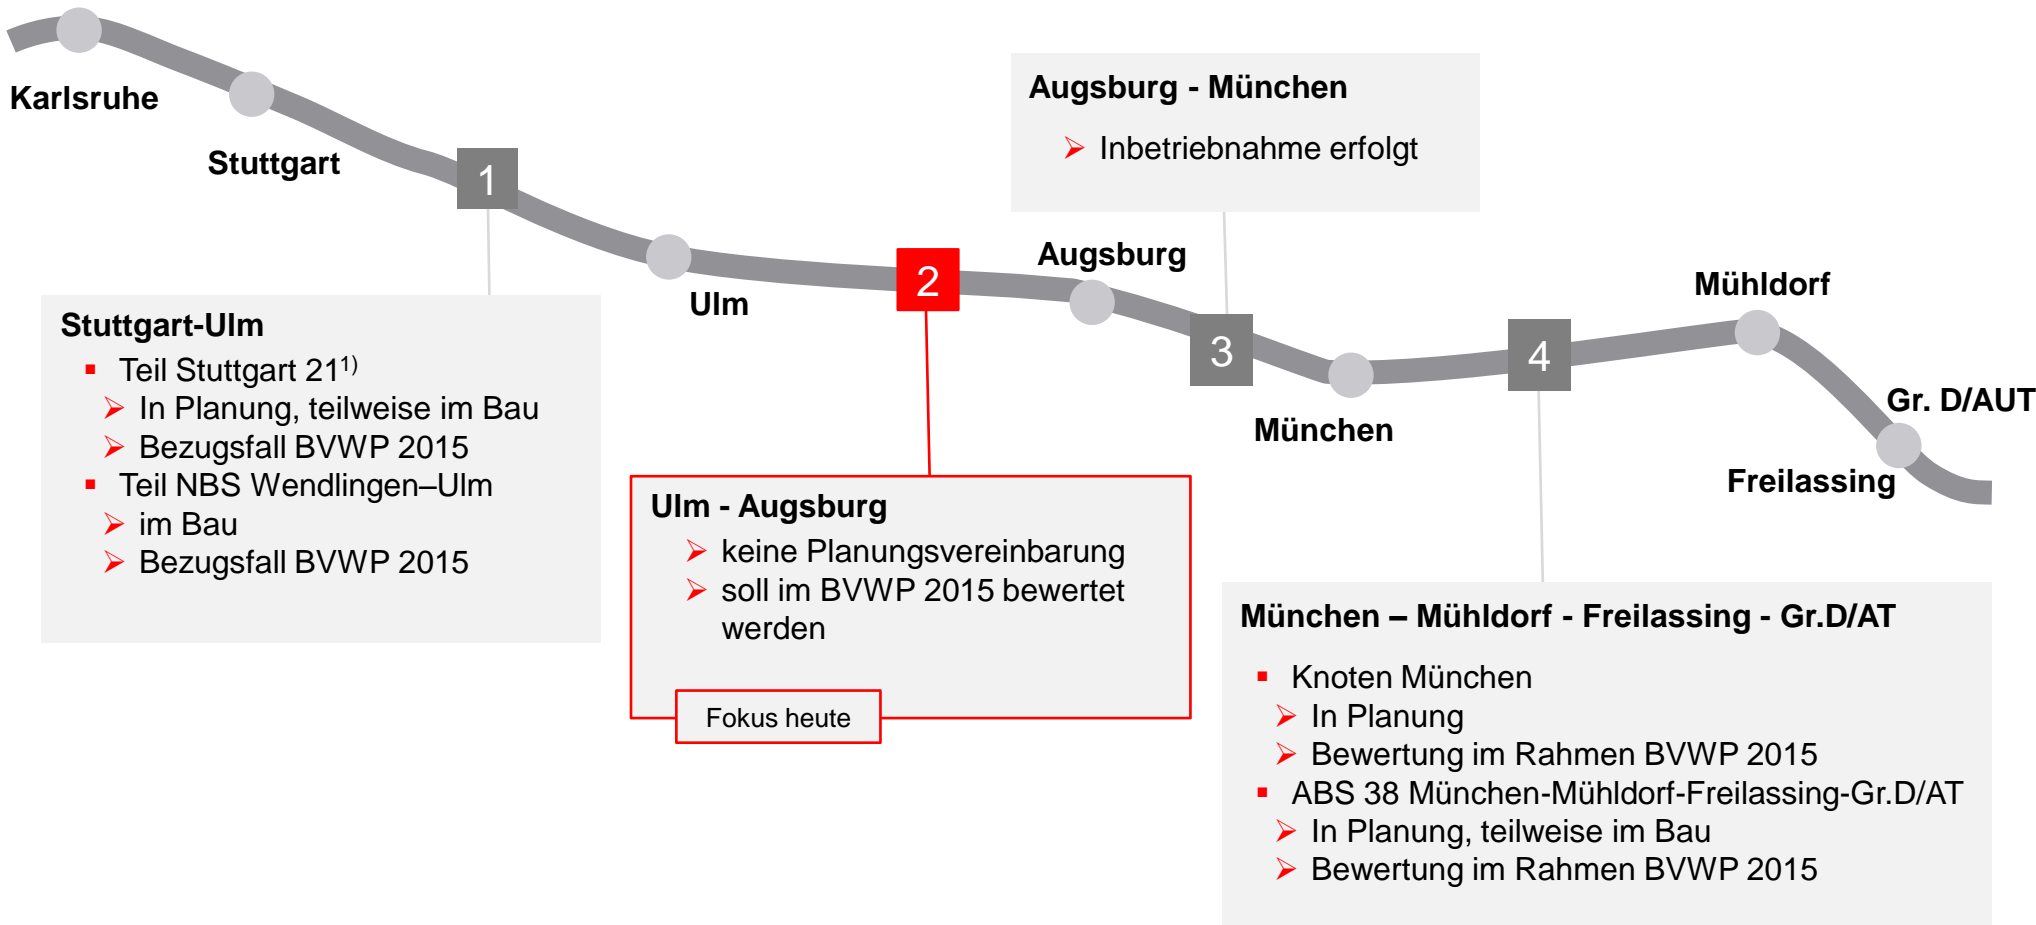 Karlsruhe
Stuttgart
1
Ulm
2
Augsburg
3
München
4
Mühldorf
Gr. D/AUT
Freilassing
Augsburg - München
Inbetriebnahme erfolgt
Stuttgart-Ulm
Teil Stuttgart 21¹⁾
In Planung, teilweise im Bau
Bezugsfall BVWP 2015
Teil NBS Wendlingen–Ulm
im Bau
Bezugsfall BVWP 2015
Ulm - Augsburg
keine Planungsvereinbarung
soll im BVWP 2015 bewertet
werden
Fokus heute
München – Mühldorf - Freilassing - Gr.D/AT
Knoten München
In Planung
Bewertung im Rahmen BVWP 2015
ABS 38 München-Mühldorf-Freilassing-Gr.D/AT
In Planung, teilweise im Bau
Bewertung im Rahmen BVWP 2015